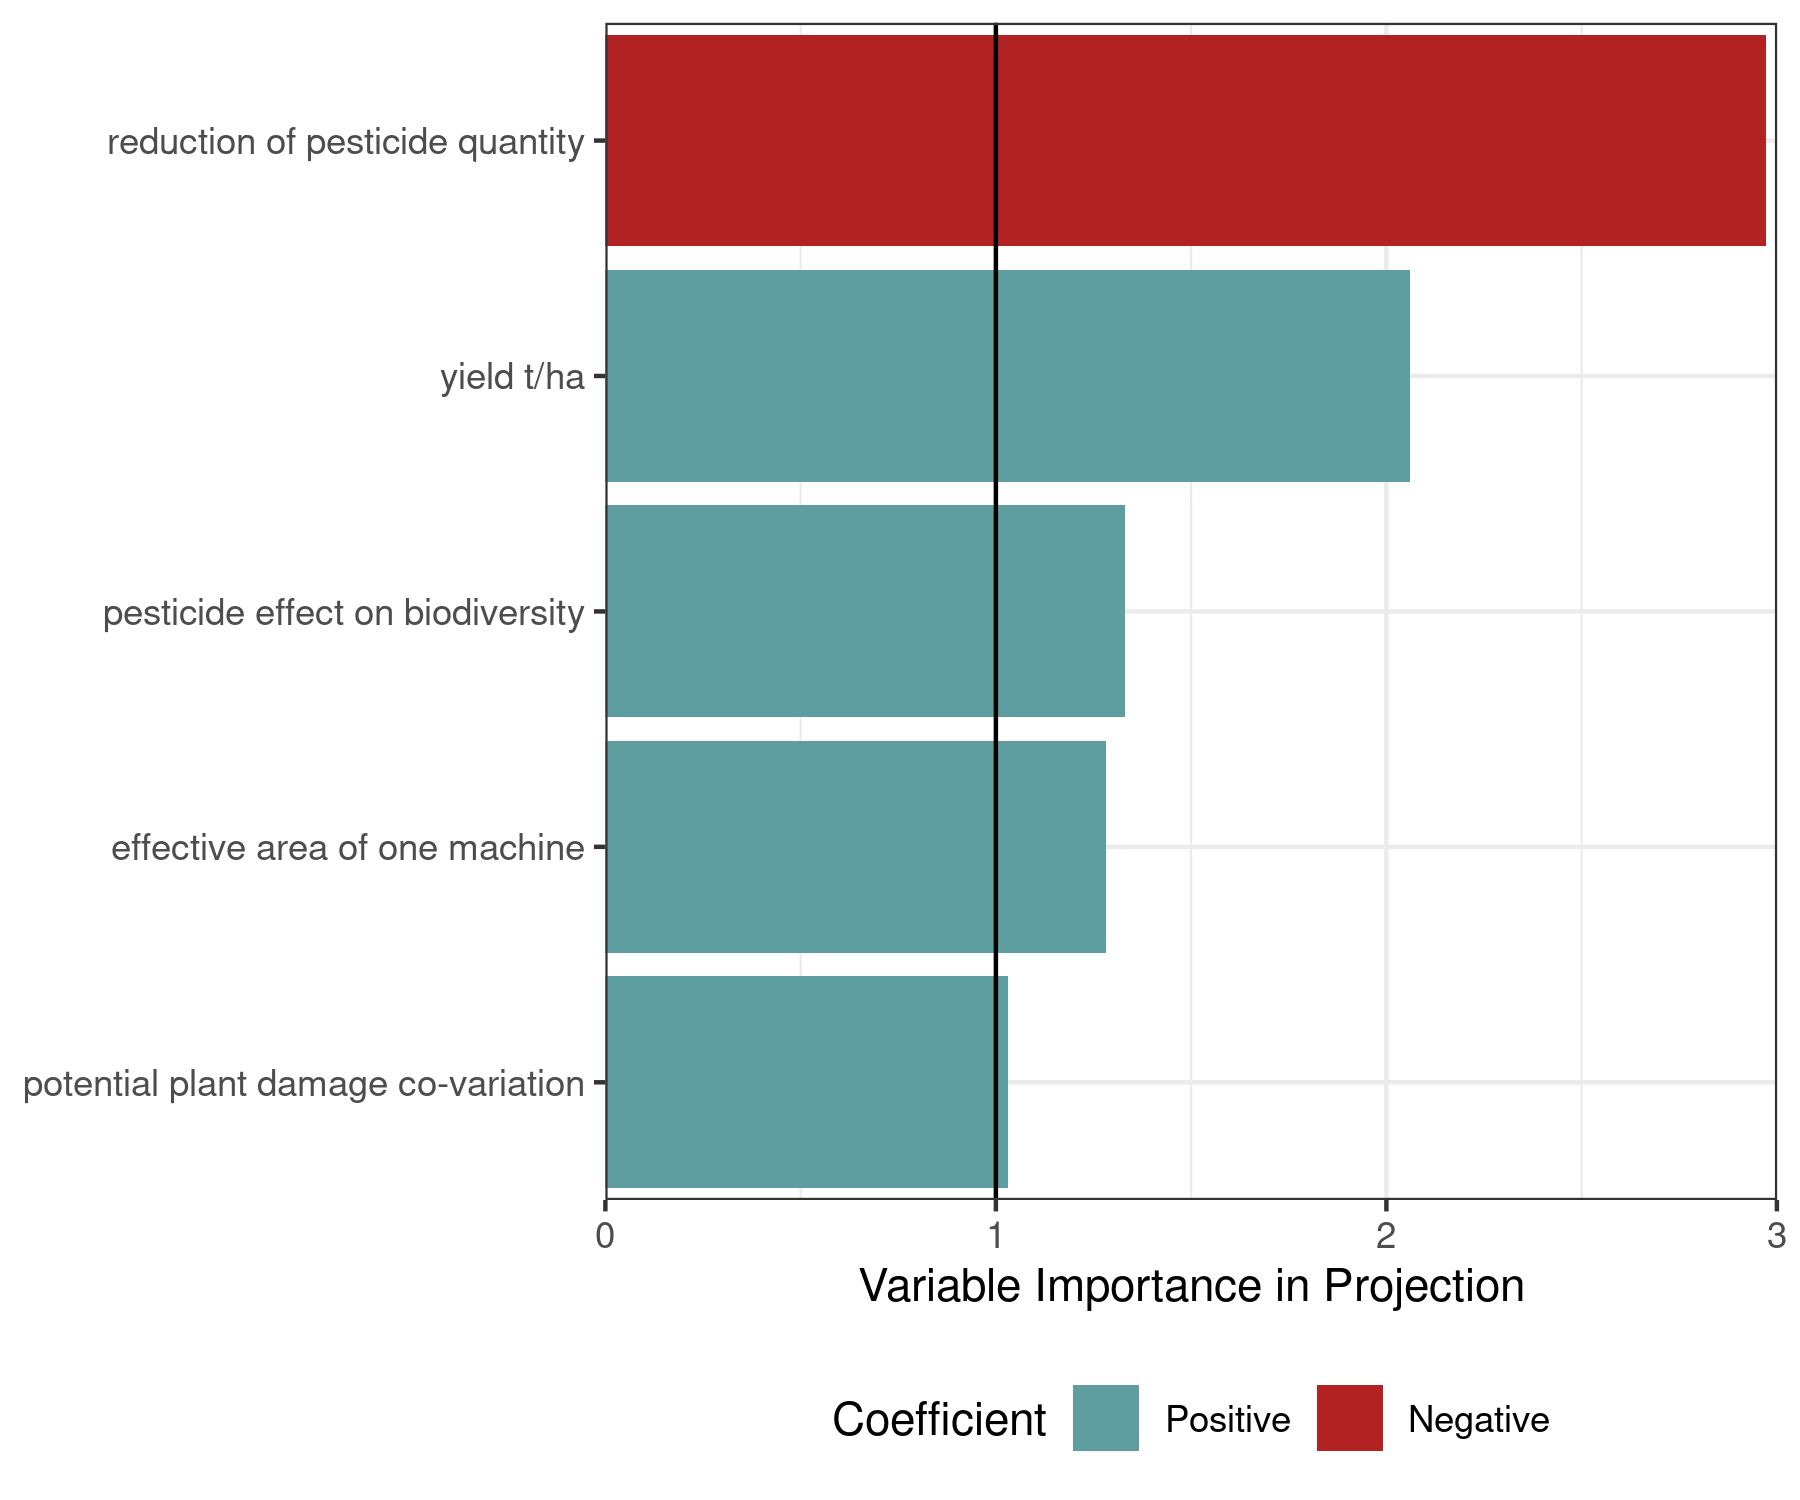 reduction of pesticide quantity
yield t/ha
pesticide effect on biodiversity
effective area of one machine
potential plant damage co-variation
0 1 2 3
Variable Importance in Projection
Coefficient Positive Negative